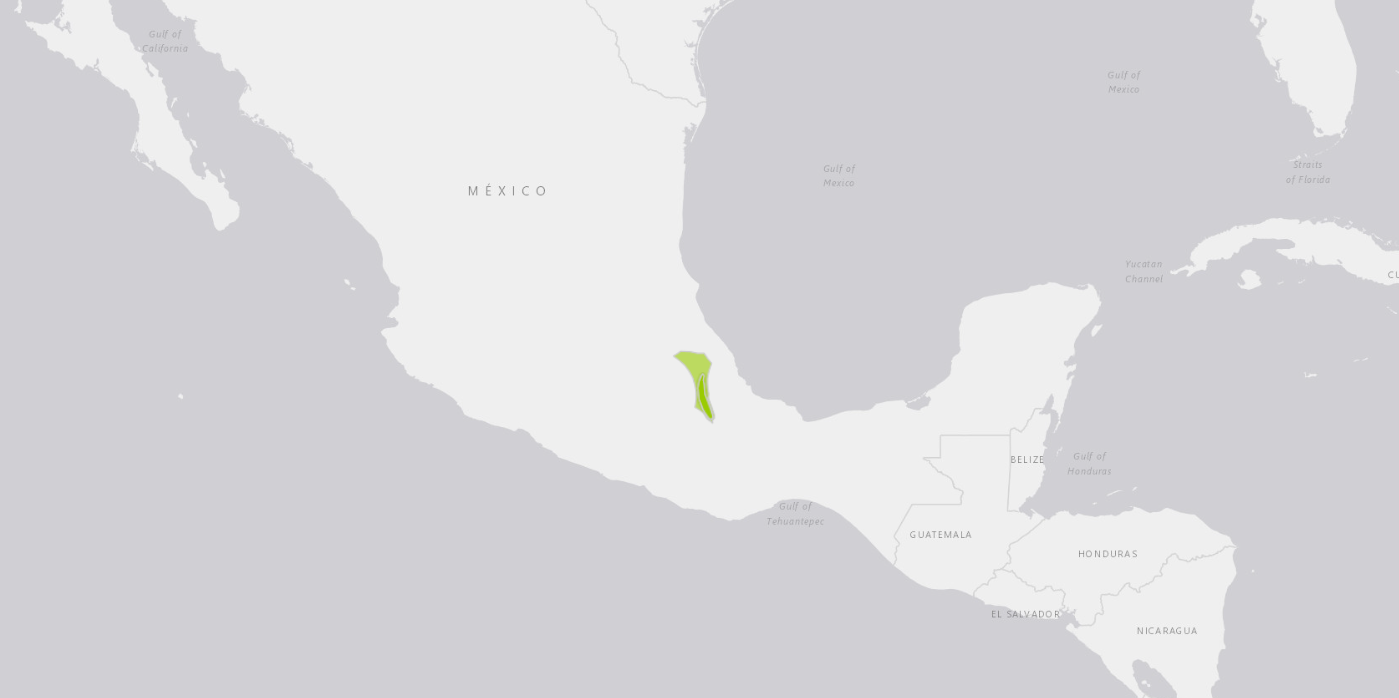 Gulf of
California
Gulf of
Mexico
Straits
of Florida
Gulf of
Mexico
MÉXICO
Yucatan
Channel
CU
BELIZE
Gulf of
Honduras
Gulf of
Tehuantepec
GUATEMALA
HONDURAS
EL SALVADOR
NICARAGUA